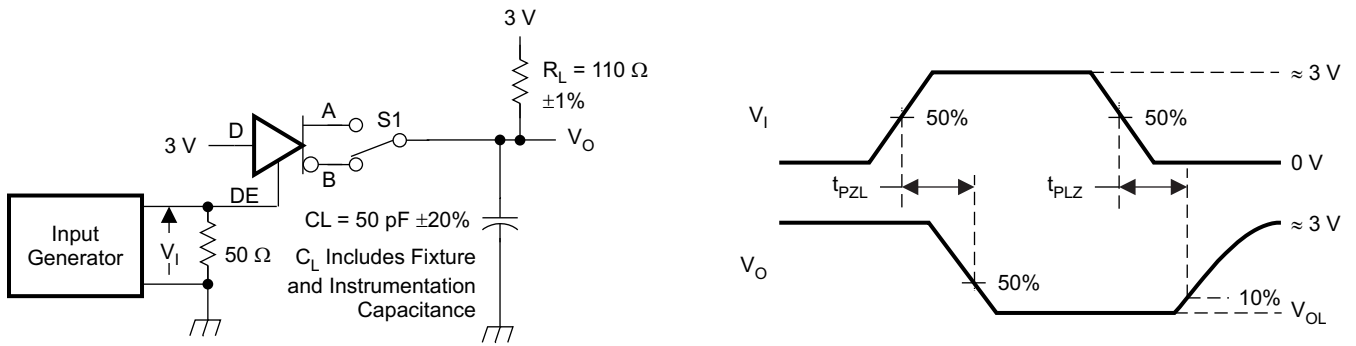 3 V
R_L = 110 Ω
±1%
A
S1
D
3 V
V_O
B
DE
Input
Generator
V_I
50 Ω
CL = 50 pF ±20%
C_L Includes Fixture
and Instrumentation
Capacitance
≈ 3 V
V_I
50%
50%
0 V
t_PZL
t_PLZ
≈ 3 V
V_O
50%
10%
V_OL